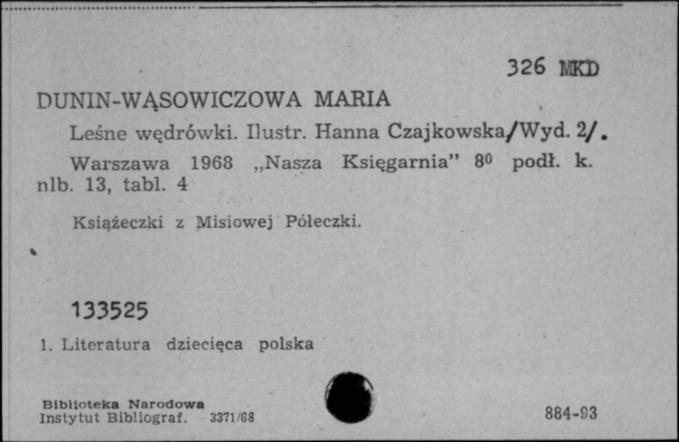 326 MKD
DUNIN-WĄSOWICZOWA MARIA
Leśne wędrówki. Ilustr. Hanna Czajkowska/Wyd. 2/.
Warszawa 1968 „Nasza Księgarnia” 8⁰ podł. k.
nlb. 13, tabl. 4
Książeczki z Misiowej Półeczki.
133525
1. Literatura dziecięca polska
Biblioteka Narodowa
Instytut Bibliograf. 3371/68
884-93